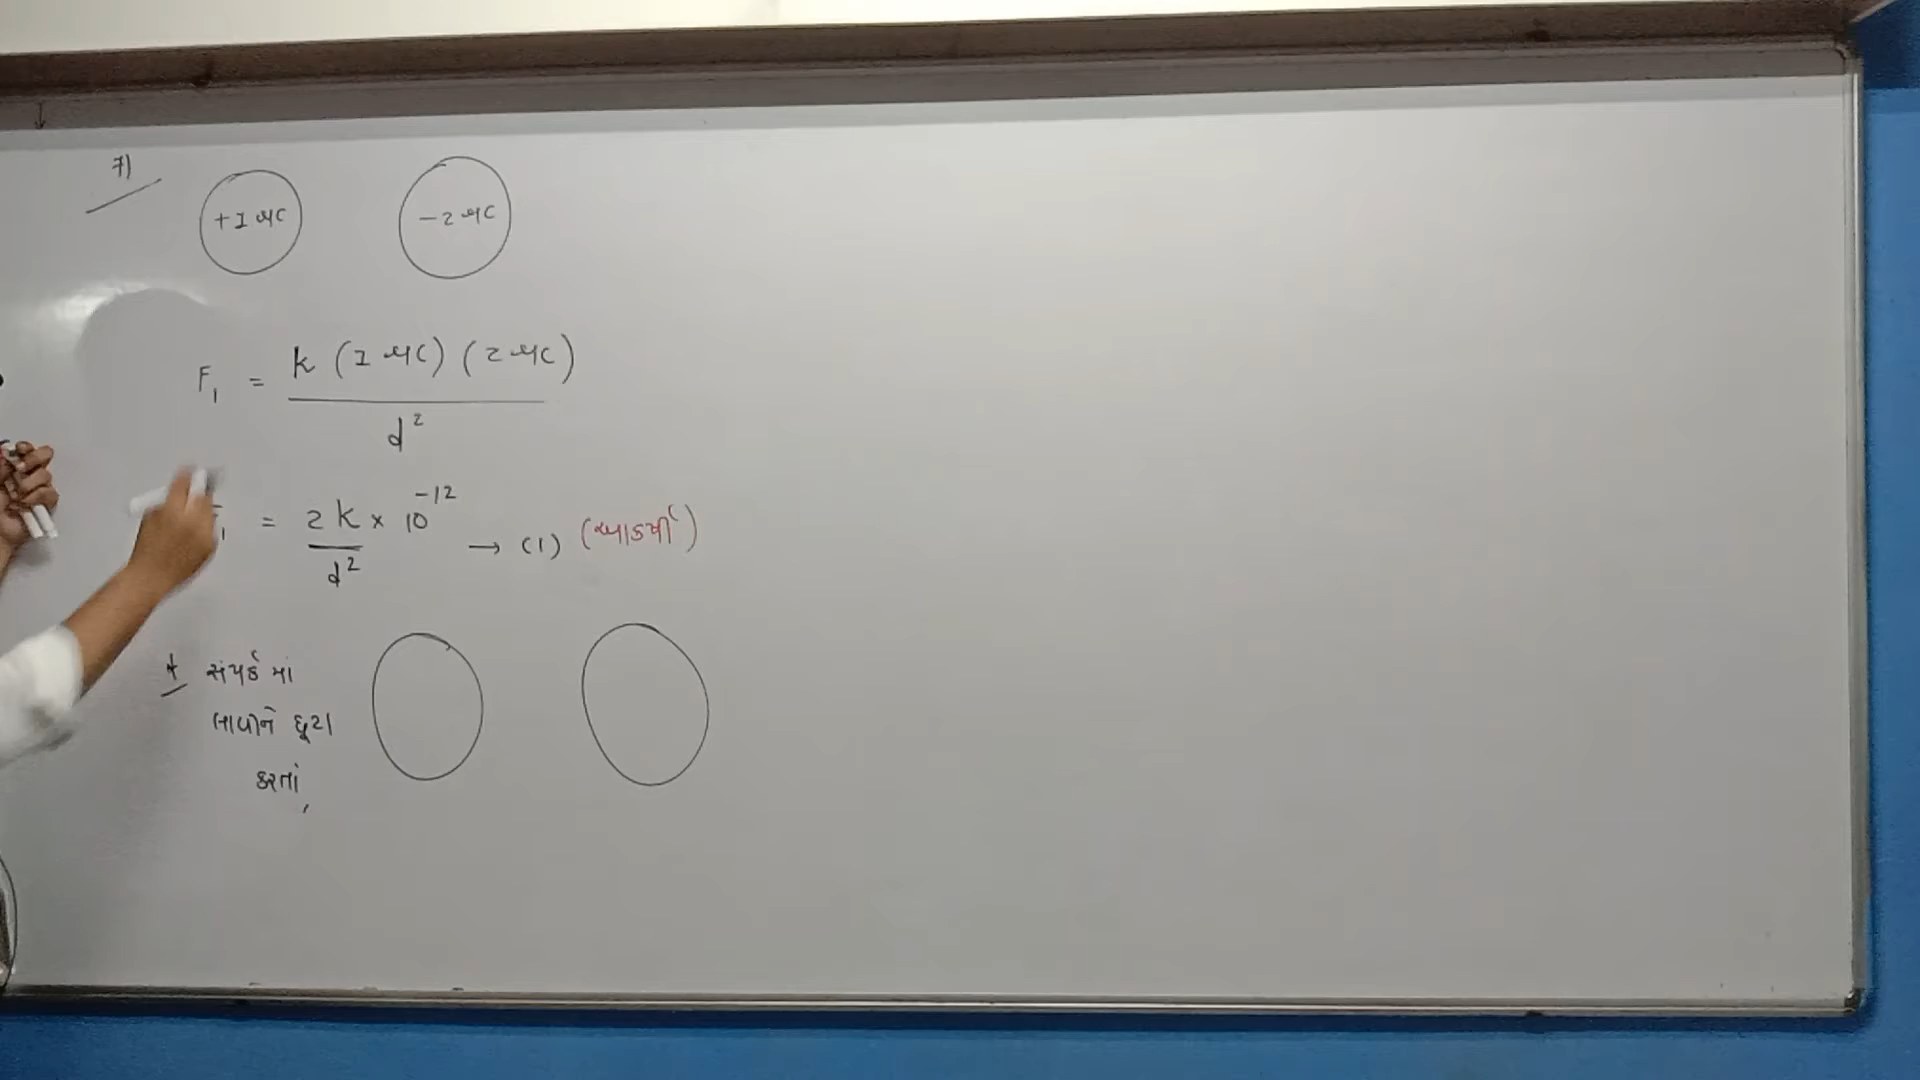 7)
+1 μC
-2 μC
F₁ = k (1 μC) (2 μC) / d²
F₁ = 2k / d² × 10⁻¹² → (1) (આકર્ષી)
* સંપર્ક માં
લાવીને છૂટા
કરતાં,